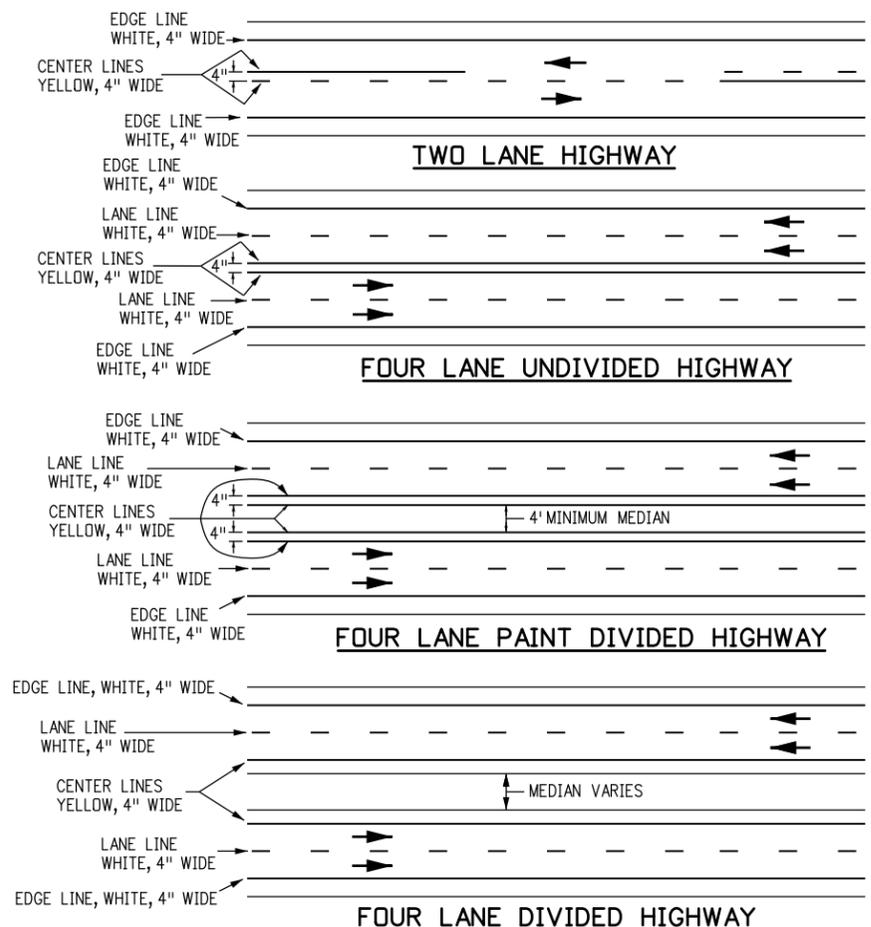 EDGE LINE
WHITE, 4" WIDE
CENTER LINES
YELLOW, 4" WIDE
4"
EDGE LINE
WHITE, 4" WIDE
TWO LANE HIGHWAY
EDGE LINE
WHITE, 4" WIDE
LANE LINE
WHITE, 4" WIDE
CENTER LINES
YELLOW, 4" WIDE
4"
LANE LINE
WHITE, 4" WIDE
EDGE LINE
WHITE, 4" WIDE
FOUR LANE UNDIVIDED HIGHWAY
EDGE LINE
WHITE, 4" WIDE
LANE LINE
WHITE, 4" WIDE
4"
CENTER LINES
YELLOW, 4" WIDE
4"
4' MINIMUM MEDIAN
LANE LINE
WHITE, 4" WIDE
EDGE LINE
WHITE, 4" WIDE
FOUR LANE PAINT DIVIDED HIGHWAY
EDGE LINE, WHITE, 4" WIDE
LANE LINE
WHITE, 4" WIDE
CENTER LINES
YELLOW, 4" WIDE
MEDIAN VARIES
LANE LINE
WHITE, 4" WIDE
EDGE LINE, WHITE, 4" WIDE
FOUR LANE DIVIDED HIGHWAY